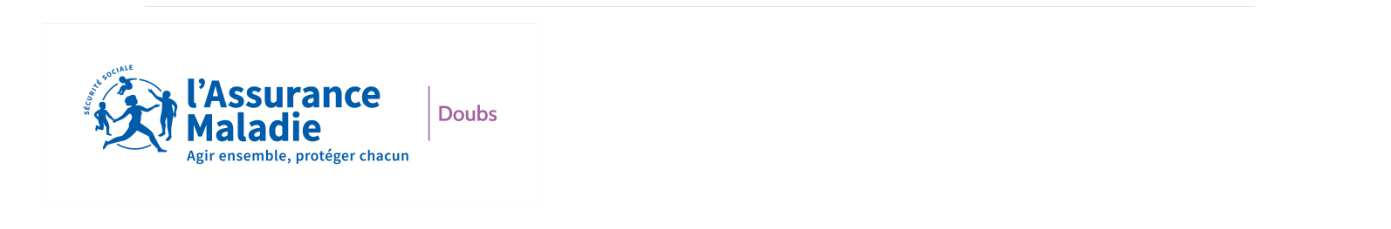 SÉCURITÉ SOCIALE
l'Assurance
Maladie
Agir ensemble, protéger chacun
Doubs